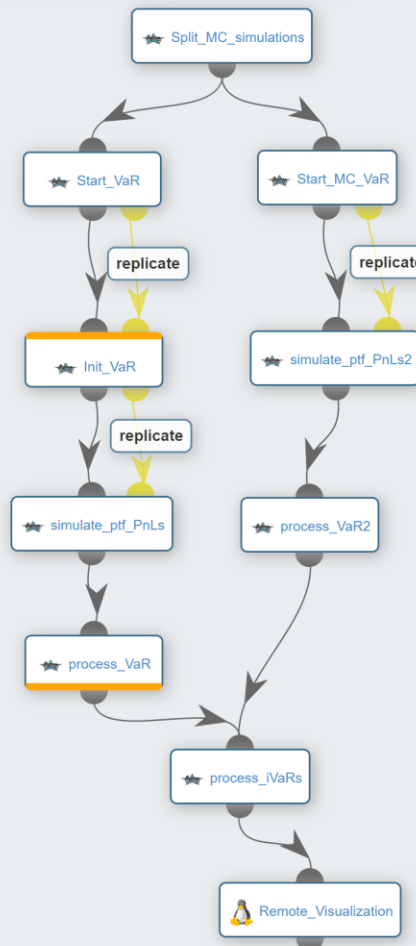 Split_MC_simulations
Start_VaR
Start_MC_VaR
replicate
replicate
Init_VaR
simulate_ptf_PnLs2
replicate
simulate_ptf_PnLs
process_VaR2
process_VaR
process_iVaRs
Remote_Visualization